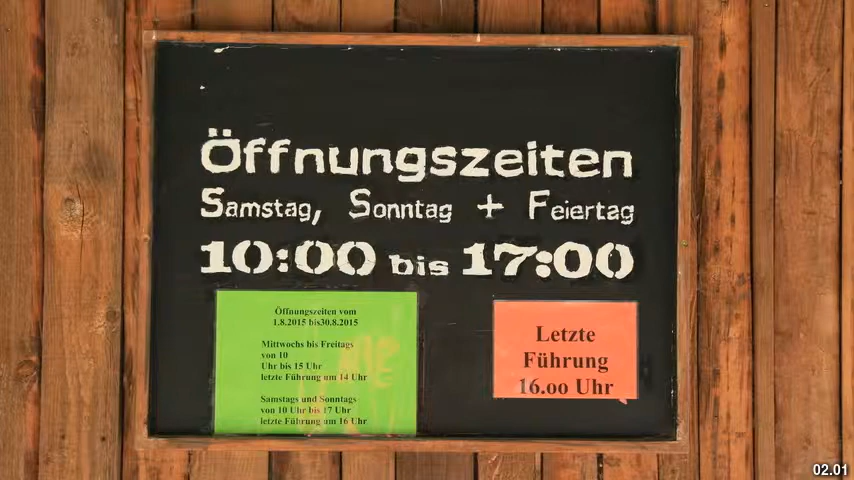 Öffnungszeiten
Samstag, Sonntag + Feiertag
10:00 bis 17:00
Öffnungszeiten vom
1.8.2015 bis30.8.2015
Mittwochs bis Freitags
von 10
Uhr bis 15 Uhr
letzte Führung um 14 Uhr
Samstags und Sonntags
von 10 Uhr bis 17 Uhr
letzte Führung um 16 Uhr
Letzte
Führung
16.oo Uhr
02.01